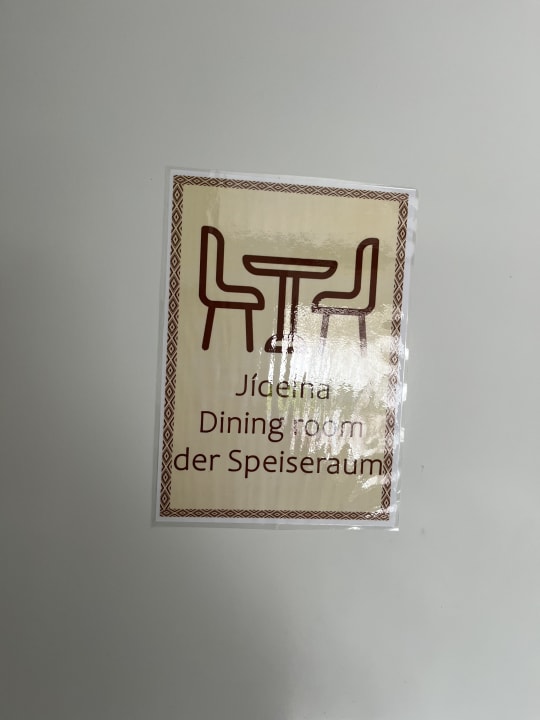 Jídelna
Dining room
der Speiseraum